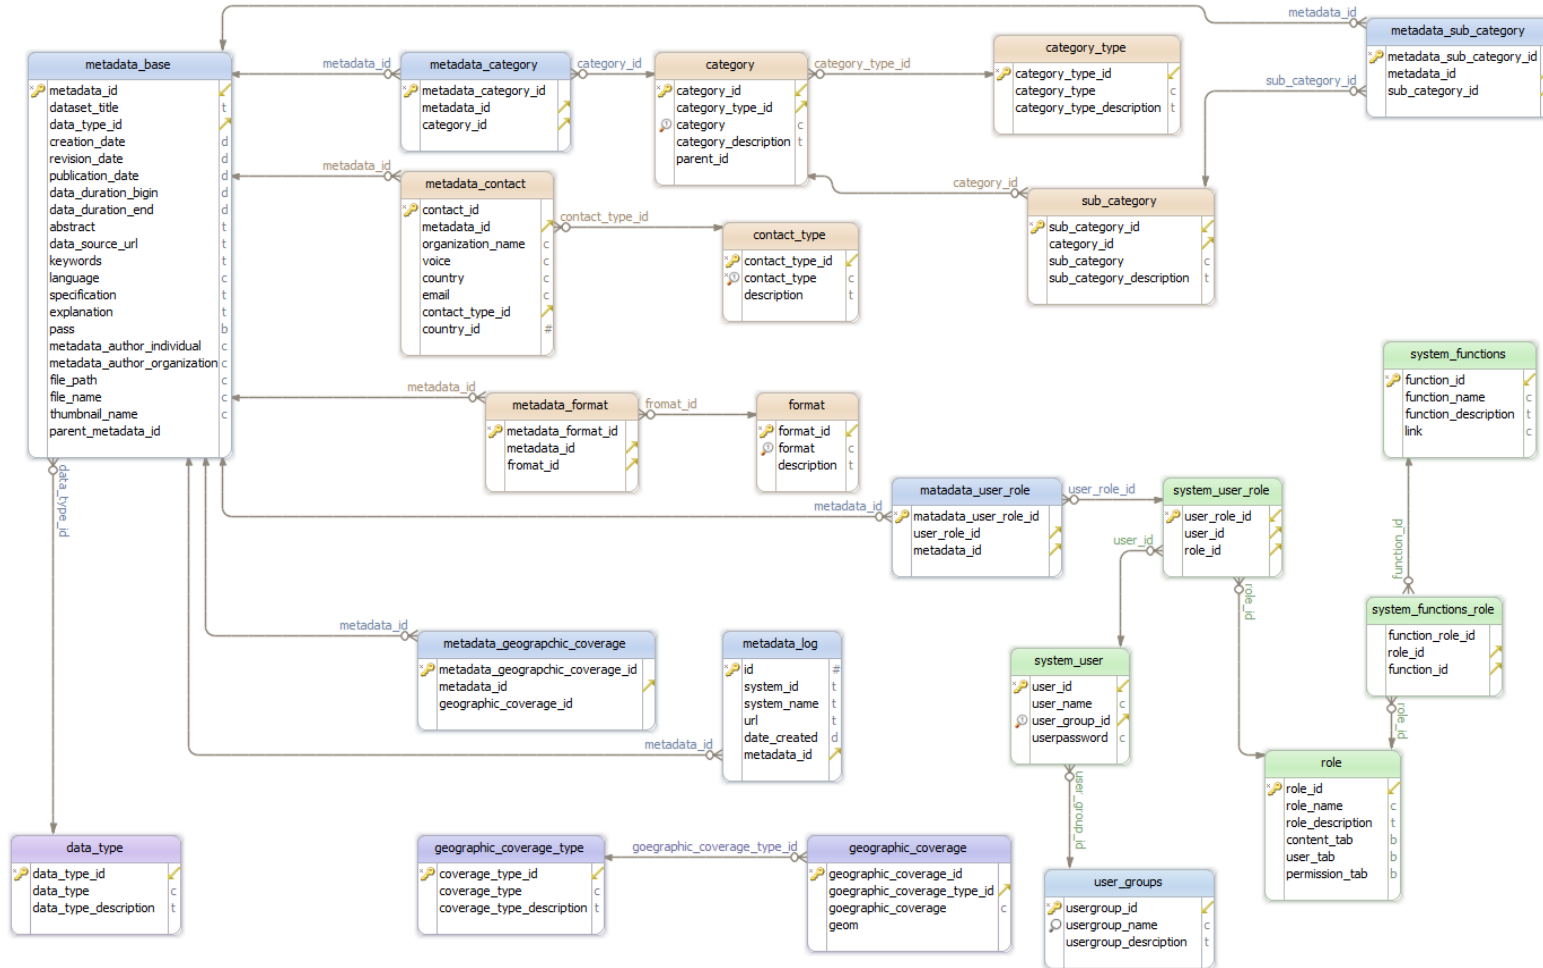 metadata_id
metadata_sub_category
metadata_sub_category_id
metadata_id
sub_category_id
sub_category_id
metadata_base
metadata_id
dataset_title t
data_type_id
creation_date d
revision_date d
publication_date d
data_duration_bigin d
data_duration_end d
abstract t
data_source_url t
keywords t
language c
specification t
explanation t
pass b
metadata_author_individual c
metadata_author_organization c
file_path c
file_name c
thumbnail_name c
parent_metadata_id
metadata_id
metadata_category
metadata_category_id
metadata_id
category_id
category_id
category
category_id
category_type_id
category c
category_description t
parent_id
category_type_id
category_type
category_type_id
category_type c
category_type_description t
metadata_id
metadata_contact
contact_id
metadata_id
organization_name c
voice c
country c
email c
contact_type_id
country_id #
contact_type_id
contact_type
contact_type_id
contact_type c
description t
category_id
sub_category
sub_category_id
category_id
sub_category c
sub_category_description t
system_functions
function_id
function_name c
function_description t
link c
metadata_id
metadata_format
metadata_format_id
metadata_id
fromat_id
fromat_id
format
format_id
format c
description t
data_type_id
metadata_id
matadata_user_role
matadata_user_role_id
user_role_id
metadata_id
user_role_id
system_user_role
user_role_id
user_id
role_id
user_id
role_id
function_id
system_functions_role
function_role_id
role_id
function_id
role_id
metadata_id
metadata_geograpchic_coverage
metadata_geograpchic_coverage_id
metadata_id
geographic_coverage_id
metadata_id
metadata_log
id #
system_id t
system_name t
url t
date_created d
metadata_id
system_user
user_id
user_name c
user_group_id
userpassword c
user_group_id
role
role_id
role_name c
role_description t
content_tab b
user_tab b
permission_tab b
data_type
data_type_id
data_type c
data_type_description t
geographic_coverage_type
coverage_type_id
coverage_type c
coverage_type_description t
goegraphic_coverage_type_id
geographic_coverage
geographic_coverage_id
goegraphic_coverage_type_id
goegraphic_coverage c
geom
user_groups
usergroup_id
usergroup_name c
usergroup_desrciption t